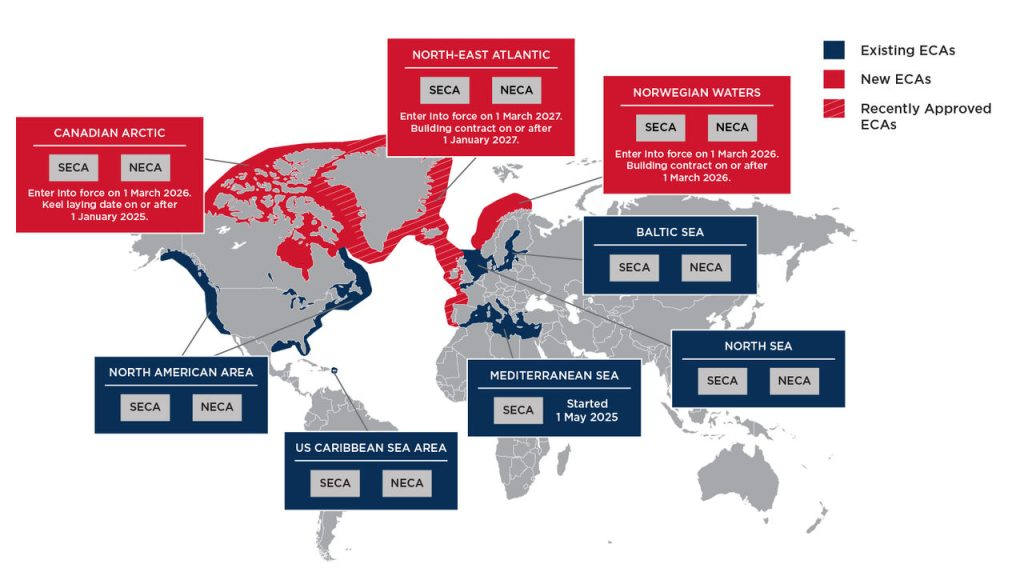 NORTH-EAST ATLANTIC
SECA
NECA
Enter Into force on 1 March 2027.
Building contract on or after
1 January 2027.
Existing ECAs
New ECAs
Recently Approved
ECAs
NORWEGIAN WATERS
SECA
NECA
Enter Into force on 1 March 2026.
Building contract on or after
1 March 2026.
CANADIAN ARCTIC
SECA
NECA
Enter Into force on 1 March 2026.
Keel laying date on or after
1 January 2025.
BALTIC SEA
SECA
NECA
NORTH SEA
SECA
NECA
NORTH AMERICAN AREA
SECA
NECA
MEDITERRANEAN SEA
SECA
Started
1 May 2025
US CARIBBEAN SEA AREA
SECA
NECA